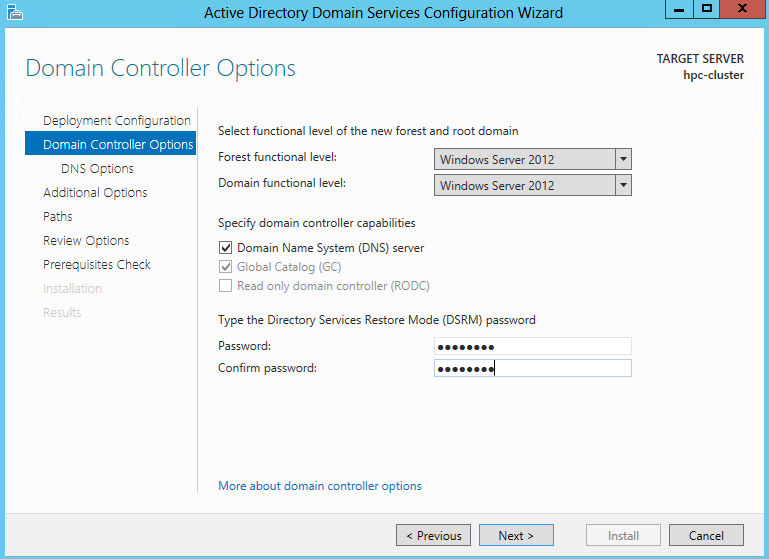 Active Directory Domain Services Configuration Wizard
Domain Controller Options
TARGET SERVER
hpc-cluster
Deployment Configuration
Domain Controller Options
DNS Options
Additional Options
Paths
Review Options
Prerequisites Check
Installation
Results
Select functional level of the new forest and root domain
Forest functional level:
Windows Server 2012
Domain functional level:
Windows Server 2012
Specify domain controller capabilities
Domain Name System (DNS) server
Global Catalog (GC)
Read only domain controller (RODC)
Type the Directory Services Restore Mode (DSRM) password
Password:
●●●●●●●●
Confirm password:
●●●●●●●●
More about domain controller options
< Previous
Next >
Install
Cancel